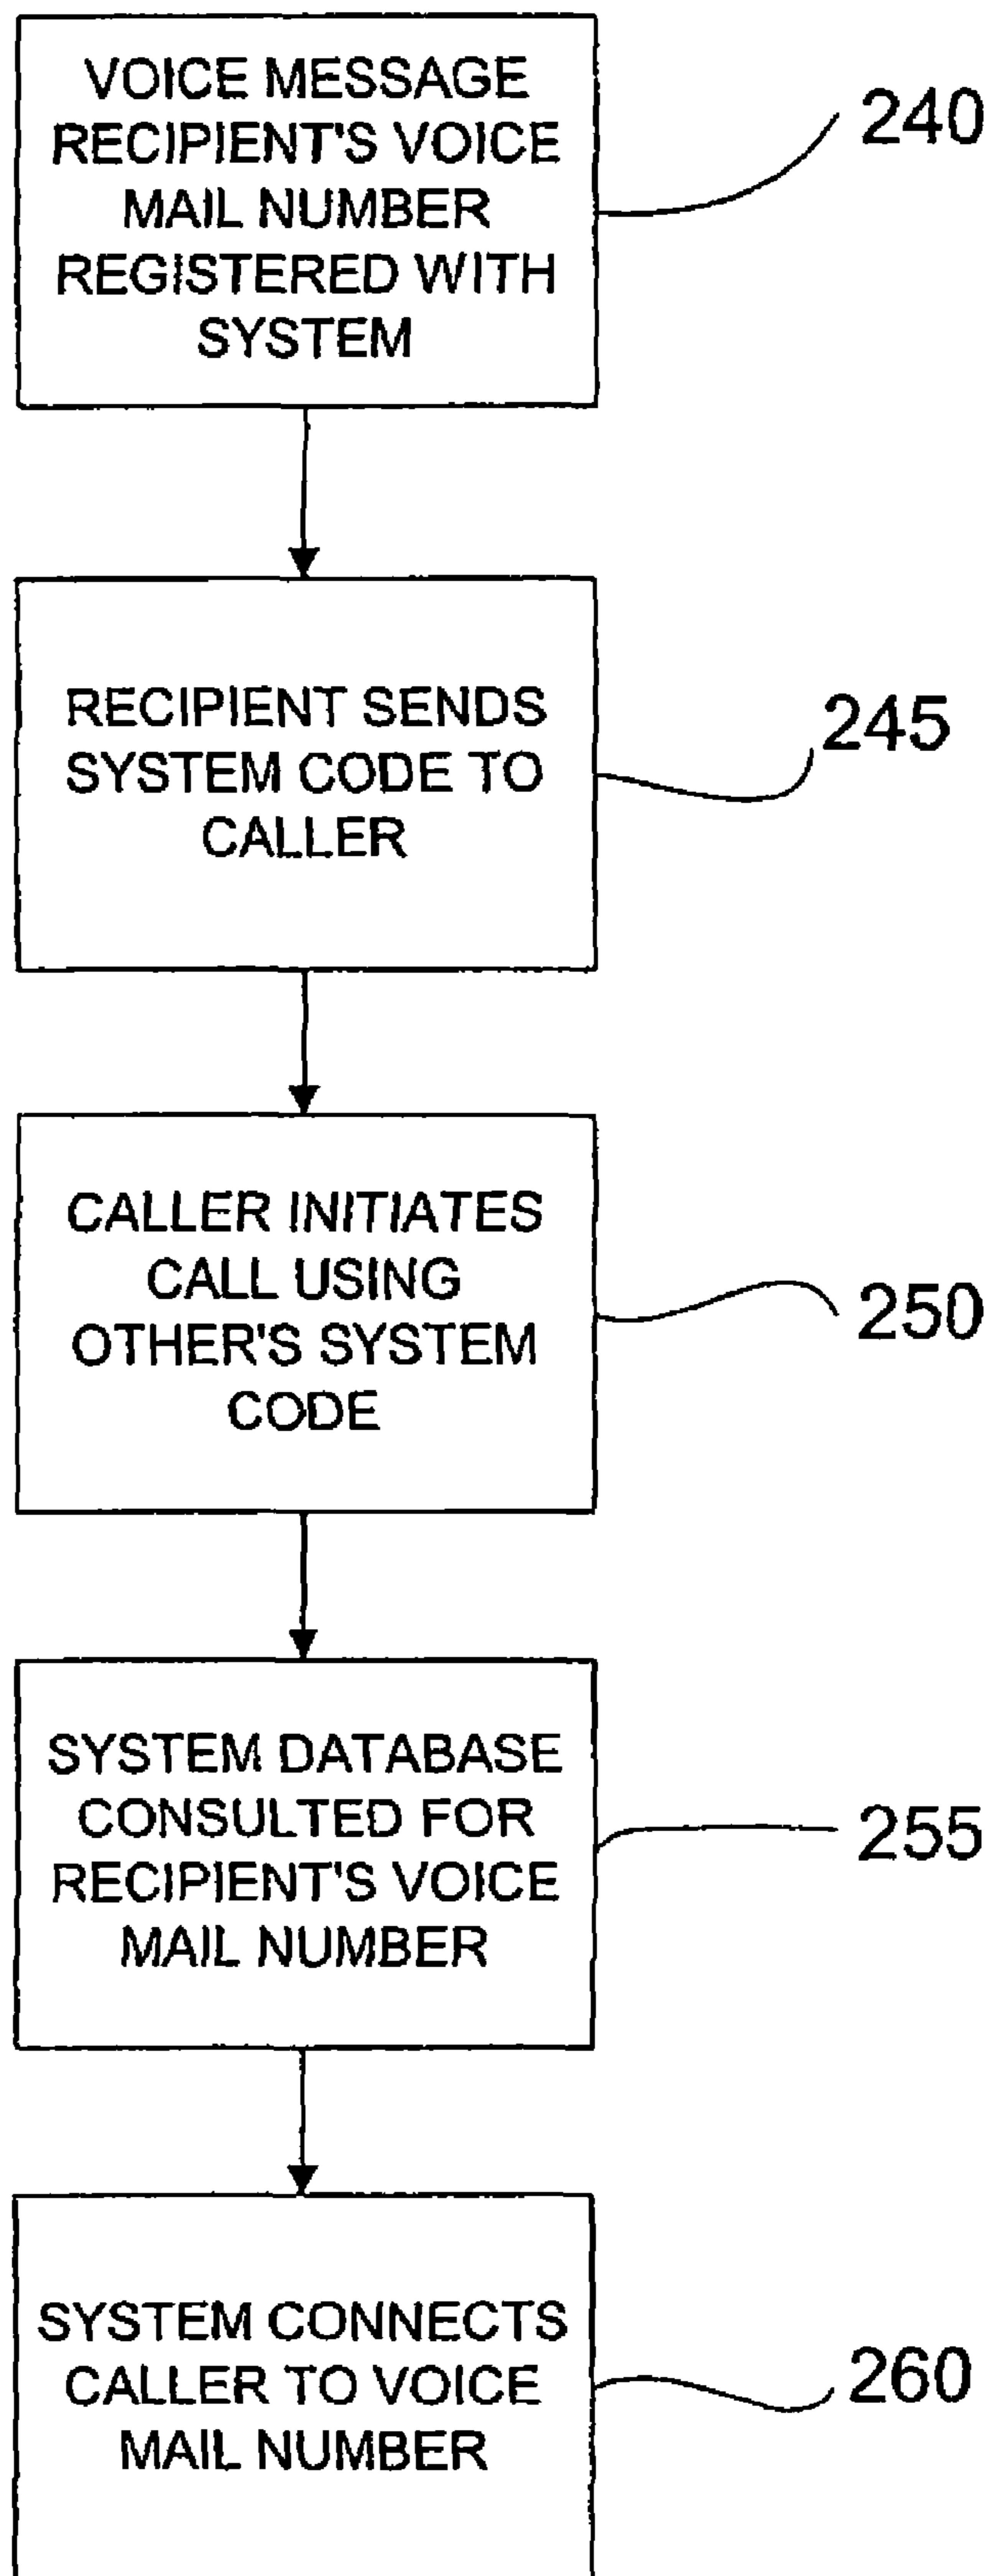 VOICE MESSAGE
RECIPIENT'S VOICE
MAIL NUMBER
REGISTERED WITH
SYSTEM
240
RECIPIENT SENDS
SYSTEM CODE TO
CALLER
245
CALLER INITIATES
CALL USING
OTHER'S SYSTEM
CODE
250
SYSTEM DATABASE
CONSULTED FOR
RECIPIENT'S VOICE
MAIL NUMBER
255
SYSTEM CONNECTS
CALLER TO VOICE
MAIL NUMBER
260